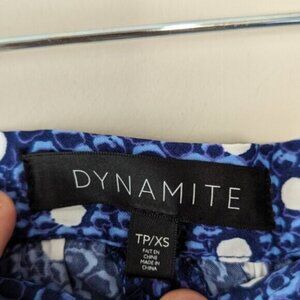 DYNAMITE
TP/XS
FAIT EN
CHINE
MADE IN
CHINA